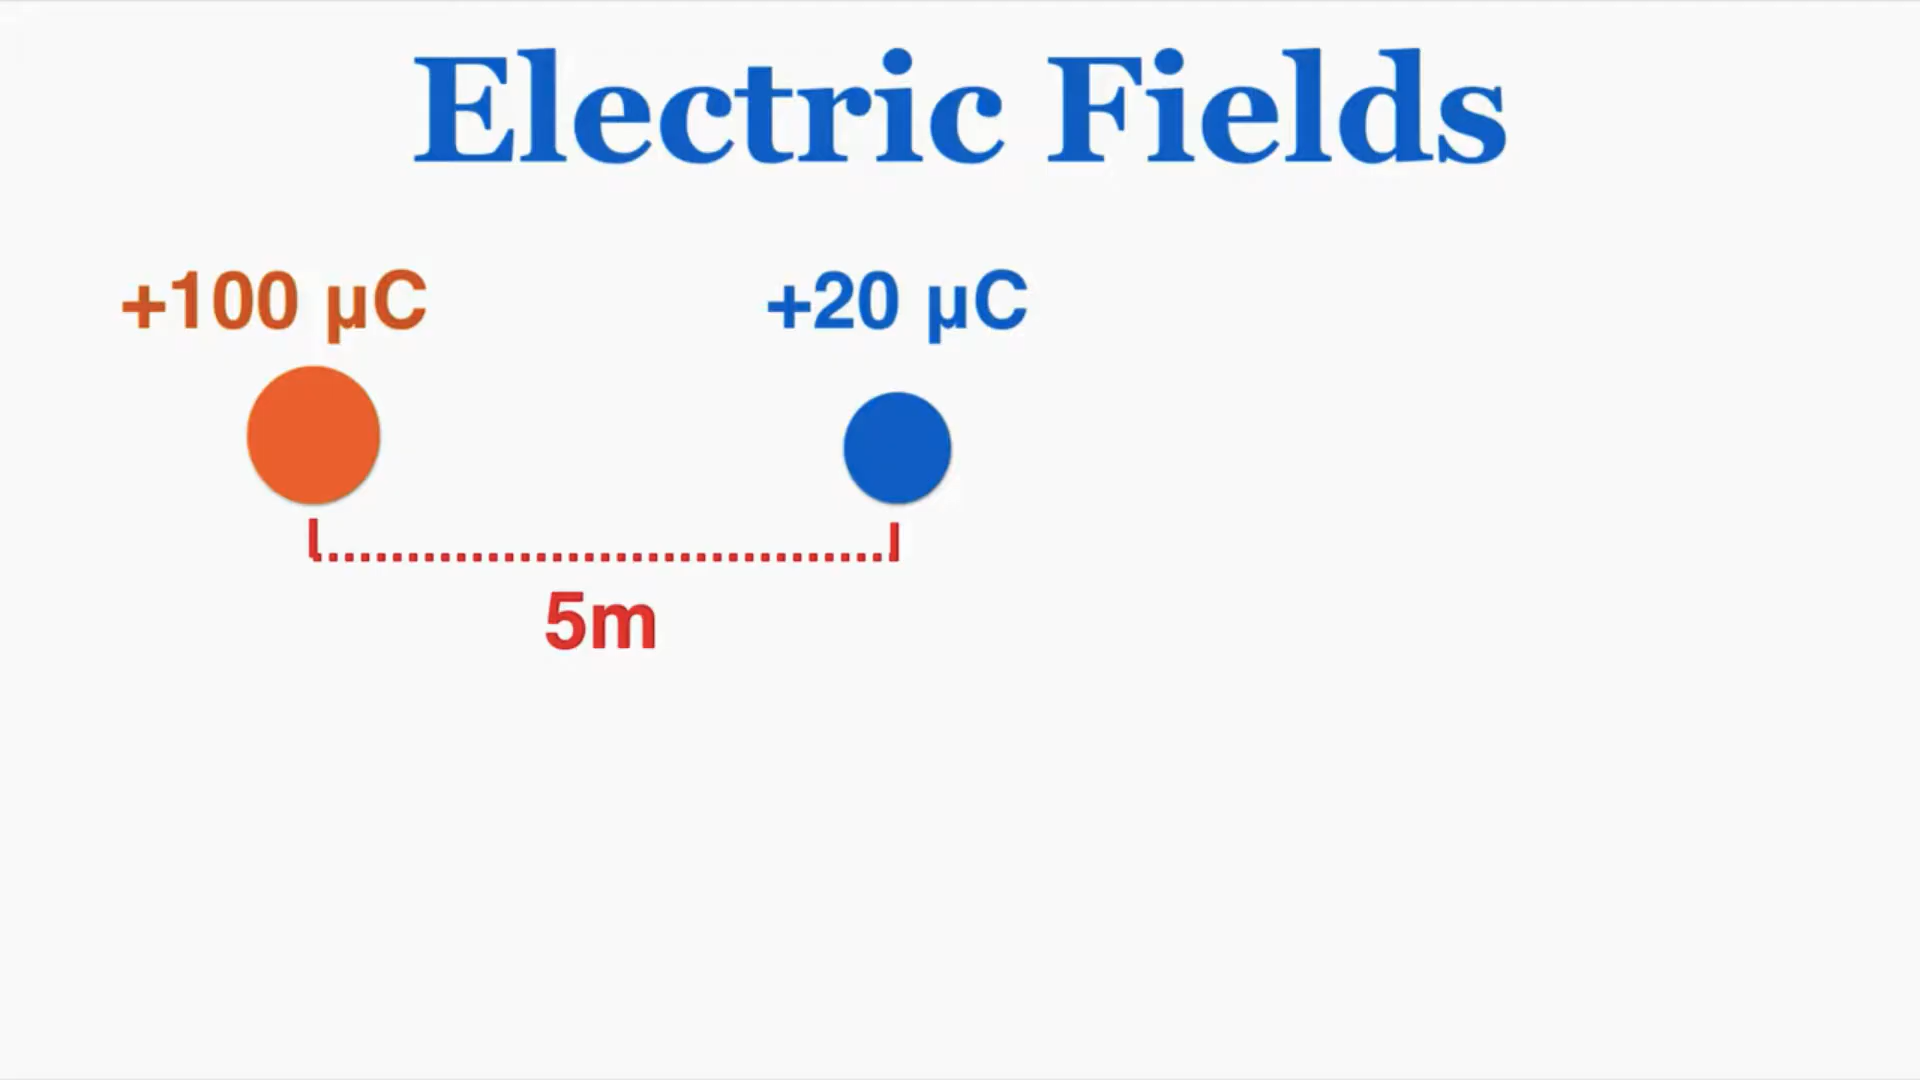 Electric Fields
+100 μC +20 μC
5m